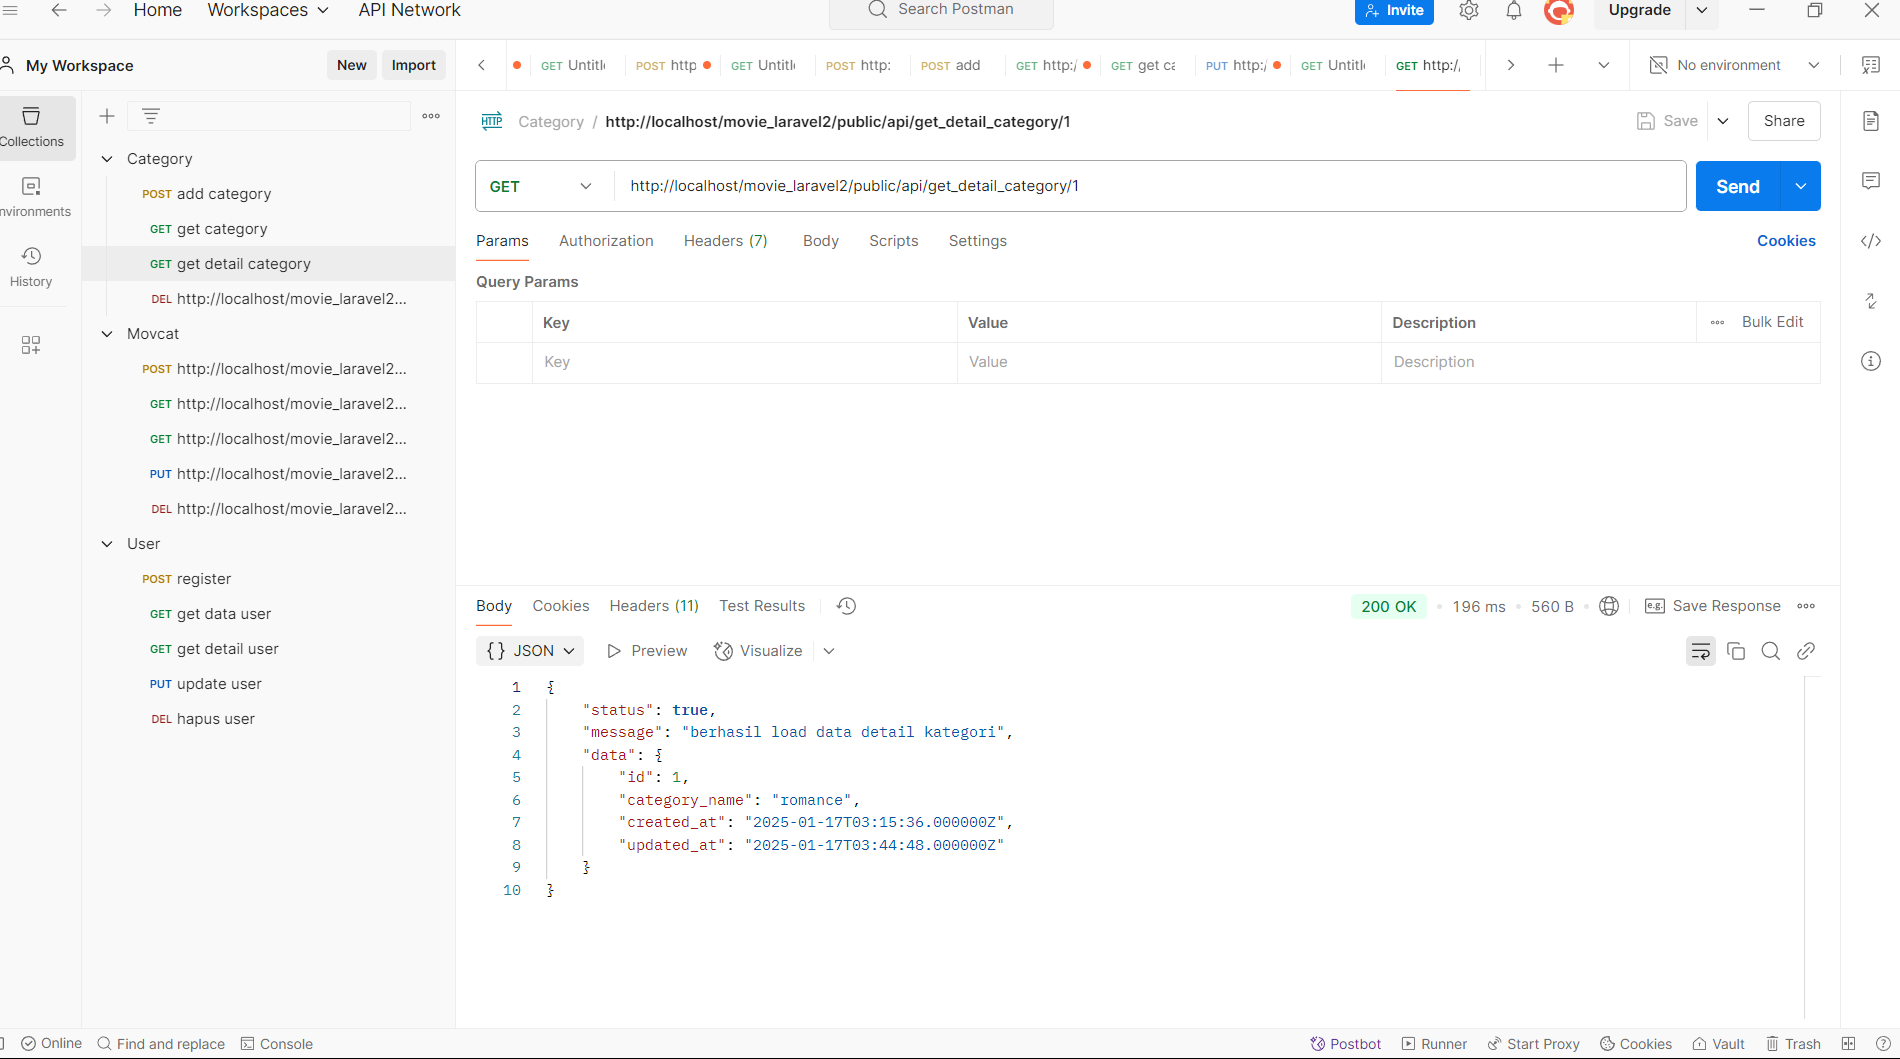 Home Workspaces API Network Search Postman Invite Upgrade
My Workspace New Import
GET Untitl POST http GET Untitl POST http: POST add GET http:/ GET get ca PUT http:/ GET Untitl GET http:/ No environment
Collections
nvironments
History
Category
POST add category
GET get category
GET get detail category
DEL http://localhost/movie_laravel2...
Movcat
POST http://localhost/movie_laravel2...
GET http://localhost/movie_laravel2...
GET http://localhost/movie_laravel2...
PUT http://localhost/movie_laravel2...
DEL http://localhost/movie_laravel2...
User
POST register
GET get data user
GET get detail user
PUT update user
DEL hapus user
HTTP Category / http://localhost/movie_laravel2/public/api/get_detail_category/1 Save Share
GET http://localhost/movie_laravel2/public/api/get_detail_category/1 Send
Params Authorization Headers (7) Body Scripts Settings Cookies
Query Params
Key Value Description Bulk Edit
Key Value Description
Body Cookies Headers (11) Test Results 200 OK 196 ms 560 B e.g. Save Response
{} JSON Preview Visualize
1 {
2 "status": true,
3 "message": "berhasil load data detail kategori",
4 "data": {
5 "id": 1,
6 "category_name": "romance",
7 "created_at": "2025-01-17T03:15:36.000000Z",
8 "updated_at": "2025-01-17T03:44:48.000000Z"
9 }
10 }
Online Find and replace Console Postbot Runner Start Proxy Cookies Vault Trash